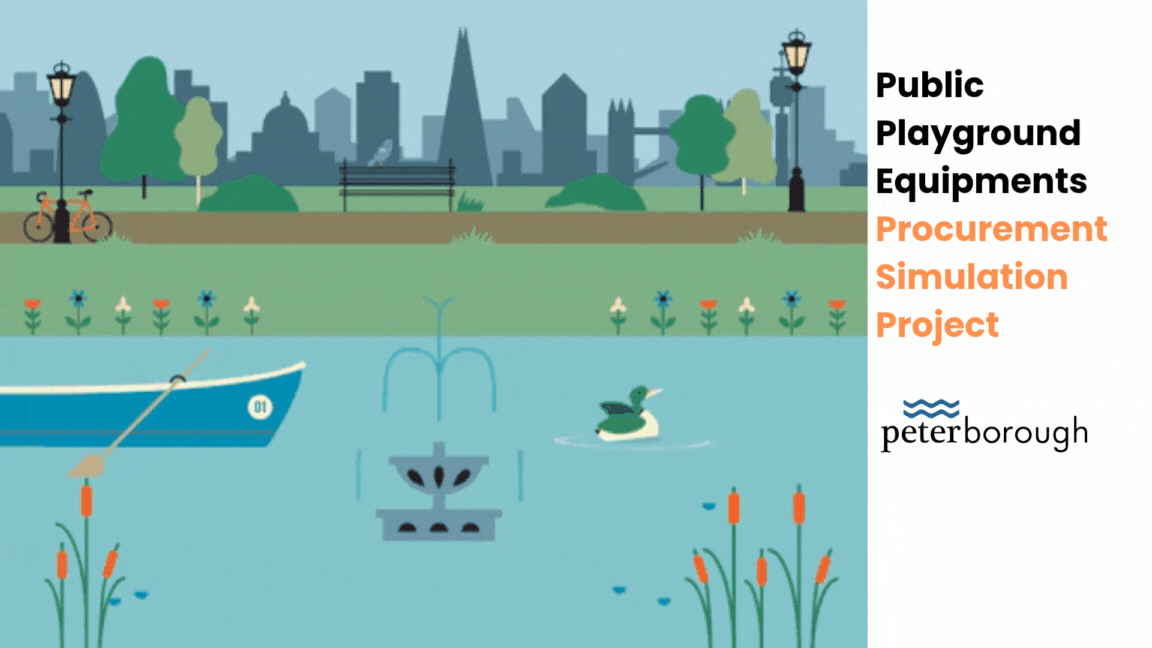 Public
Playground
Equipments
Procurement
Simulation
Project
peterborough
01